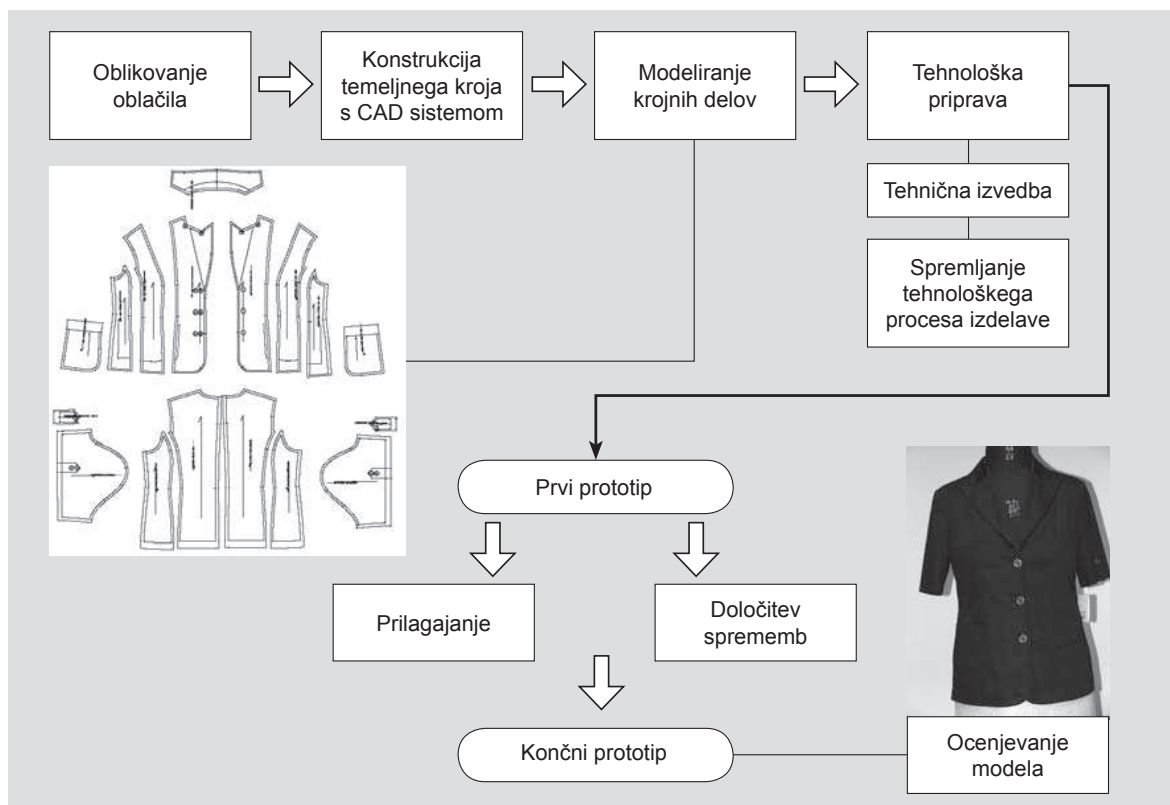 Oblikovanje
oblačila
Konstrukcija
temeljnega kroja
s CAD sistemom
Modeliranje
krojnih delov
Tehnološka
priprava
Tehnična izvedba
Spremljanje
tehnološkega
procesa izdelave
Prvi prototip
Prilagajanje
Določitev
sprememb
Končni prototip
Ocenjevanje
modela